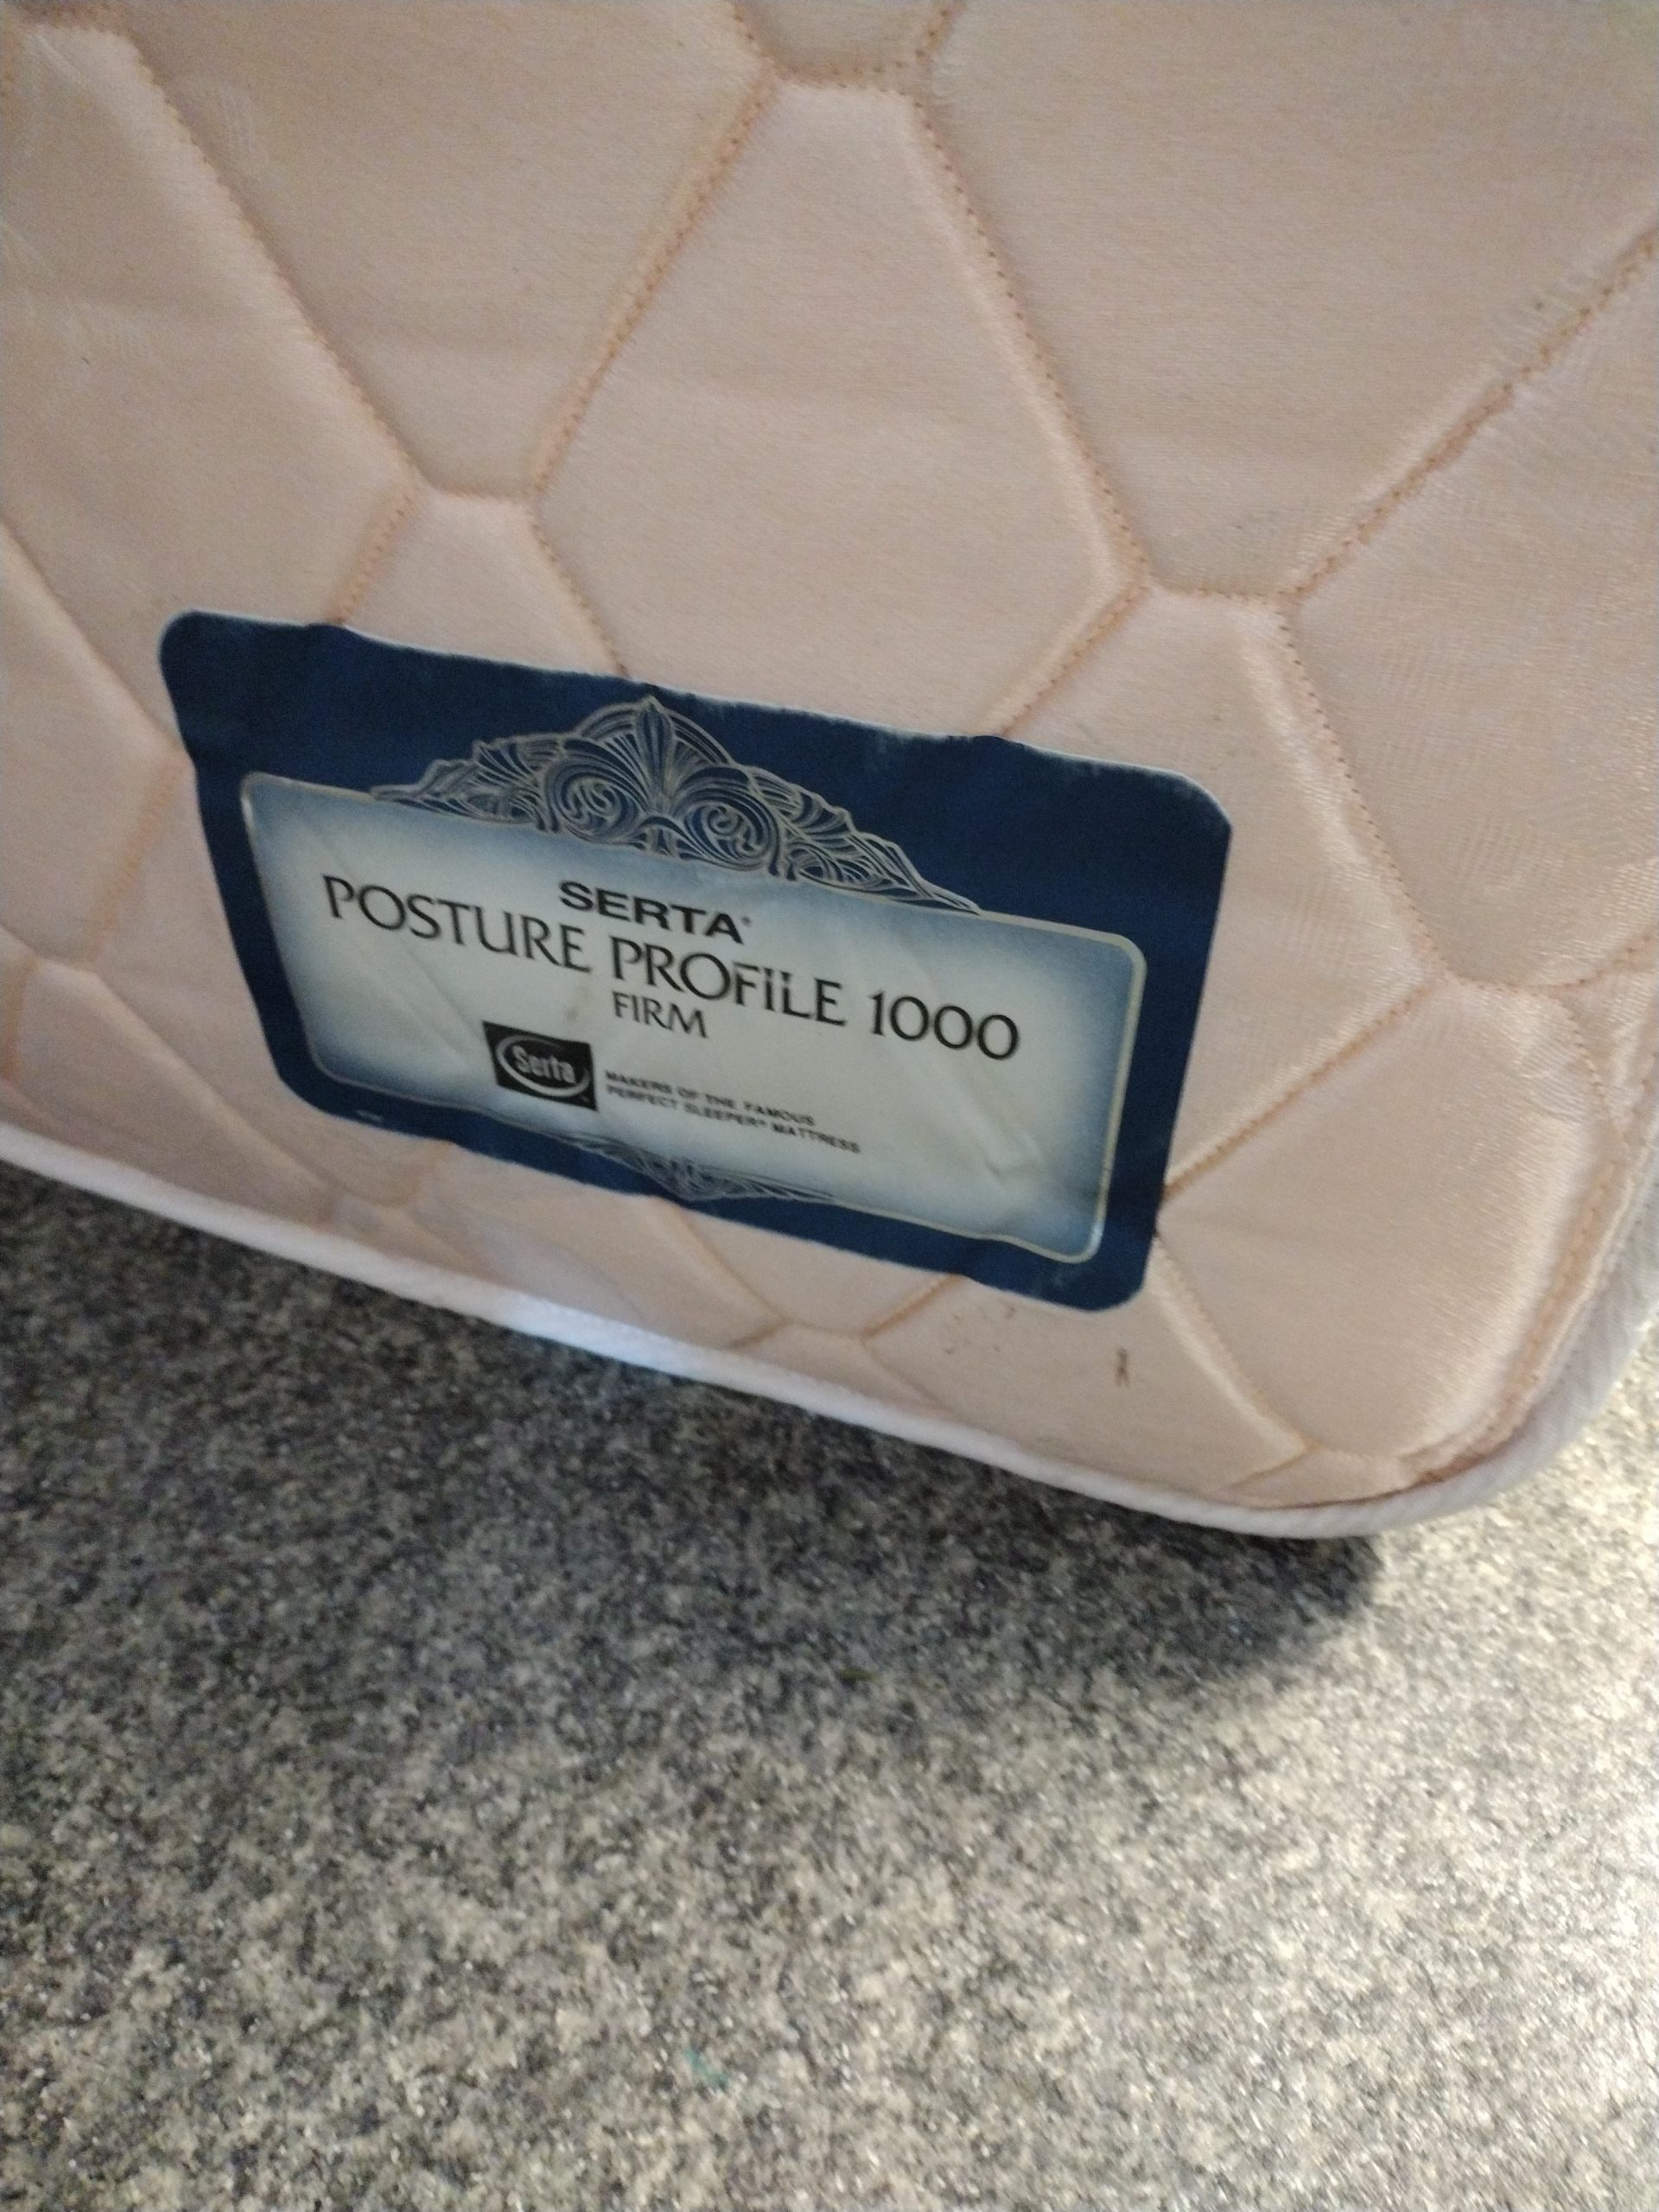 SERTA®
POSTURE PROFILE 1000
FIRM
Serta
MAKERS OF THE FAMOUS
PERFECT SLEEPER® MATTRESS